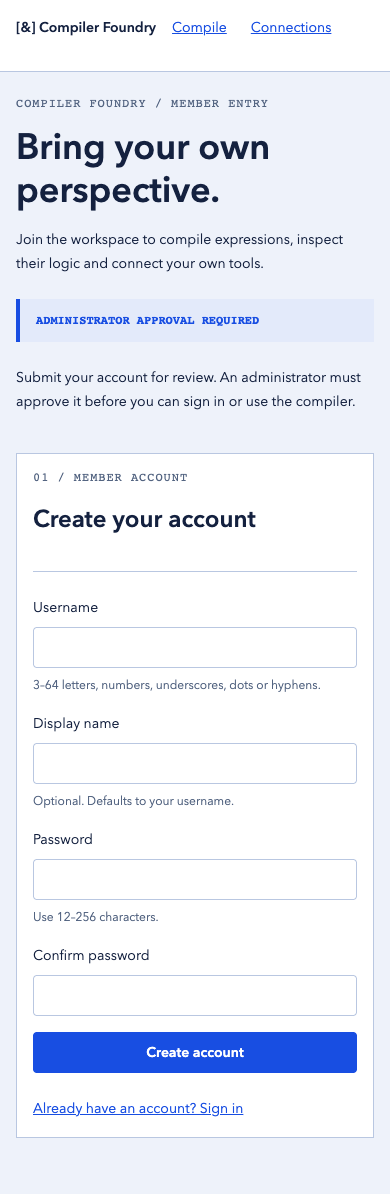 [&] Compiler Foundry Compile Connections
COMPILER FOUNDRY / MEMBER ENTRY
Bring your own
perspective.
Join the workspace to compile expressions, inspect
their logic and connect your own tools.
ADMINISTRATOR APPROVAL REQUIRED
Submit your account for review. An administrator must
approve it before you can sign in or use the compiler.
01 / MEMBER ACCOUNT
Create your account
Username
3–64 letters, numbers, underscores, dots or hyphens.
Display name
Optional. Defaults to your username.
Password
Use 12–256 characters.
Confirm password
Create account
Already have an account? Sign in